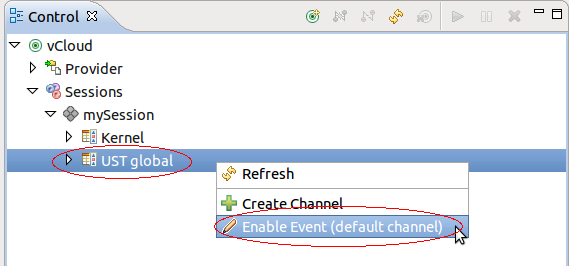 Control
vCloud
Provider
Sessions
mySession
Kernel
UST global
Refresh
Create Channel
Enable Event (default channel)